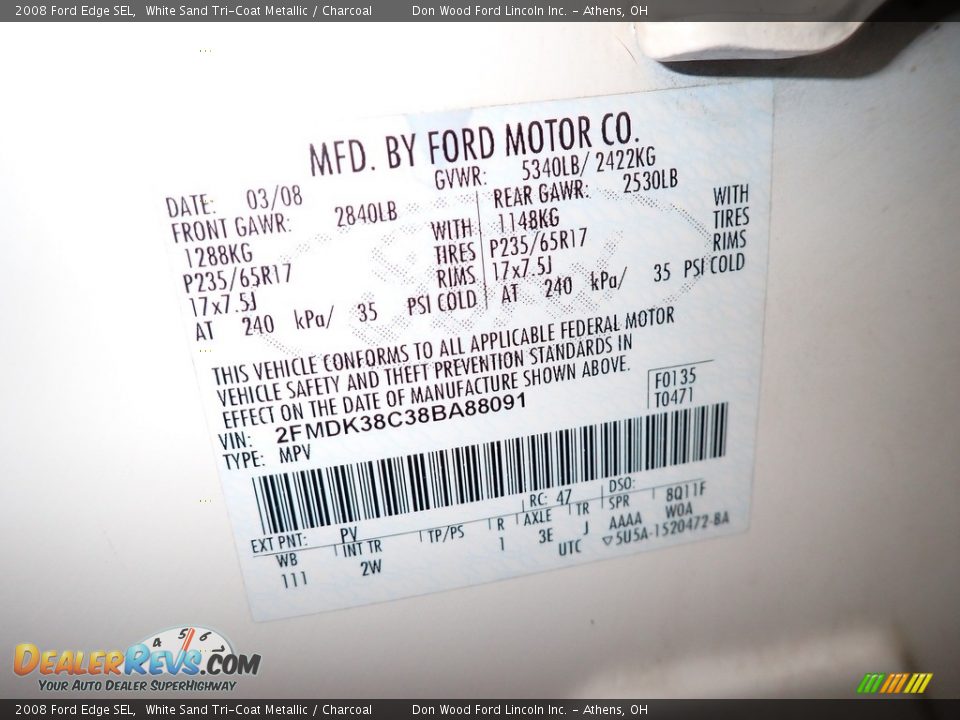 2008 Ford Edge SEL, White Sand Tri-Coat Metallic / Charcoal Don Wood Ford Lincoln Inc. - Athens, OH
MFD. BY FORD MOTOR CO.
DATE: 03/08 GVWR: 5340LB/ 2422KG
FRONT GAWR: 2840LB REAR GAWR: 2530LB
1288KG WITH 1148KG WITH
P235/65R17 TIRES P235/65R17 TIRES
17x7.5J RIMS 17x7.5J RIMS
AT 240 kPa/ 35 PSI COLD AT 240 kPa/ 35 PSI COLD
THIS VEHICLE CONFORMS TO ALL APPLICABLE FEDERAL MOTOR
VEHICLE SAFETY AND THEFT PREVENTION STANDARDS IN
EFFECT ON THE DATE OF MANUFACTURE SHOWN ABOVE.
F0135
T0471
VIN: 2FMDK38C38BA88091
TYPE: MPV
EXT PNT: PV RC: 47 DSO:
WB INT TR TP/PS R AXLE TR SPR 8Q11F
111 2W 1 3E J AAAA W0A
UTC ▽5U5A-1520472-BA
4 5 6
DEALERREVS.COM
YOUR AUTO DEALER SUPERHIGHWAY
2008 Ford Edge SEL, White Sand Tri-Coat Metallic / Charcoal Don Wood Ford Lincoln Inc. - Athens, OH